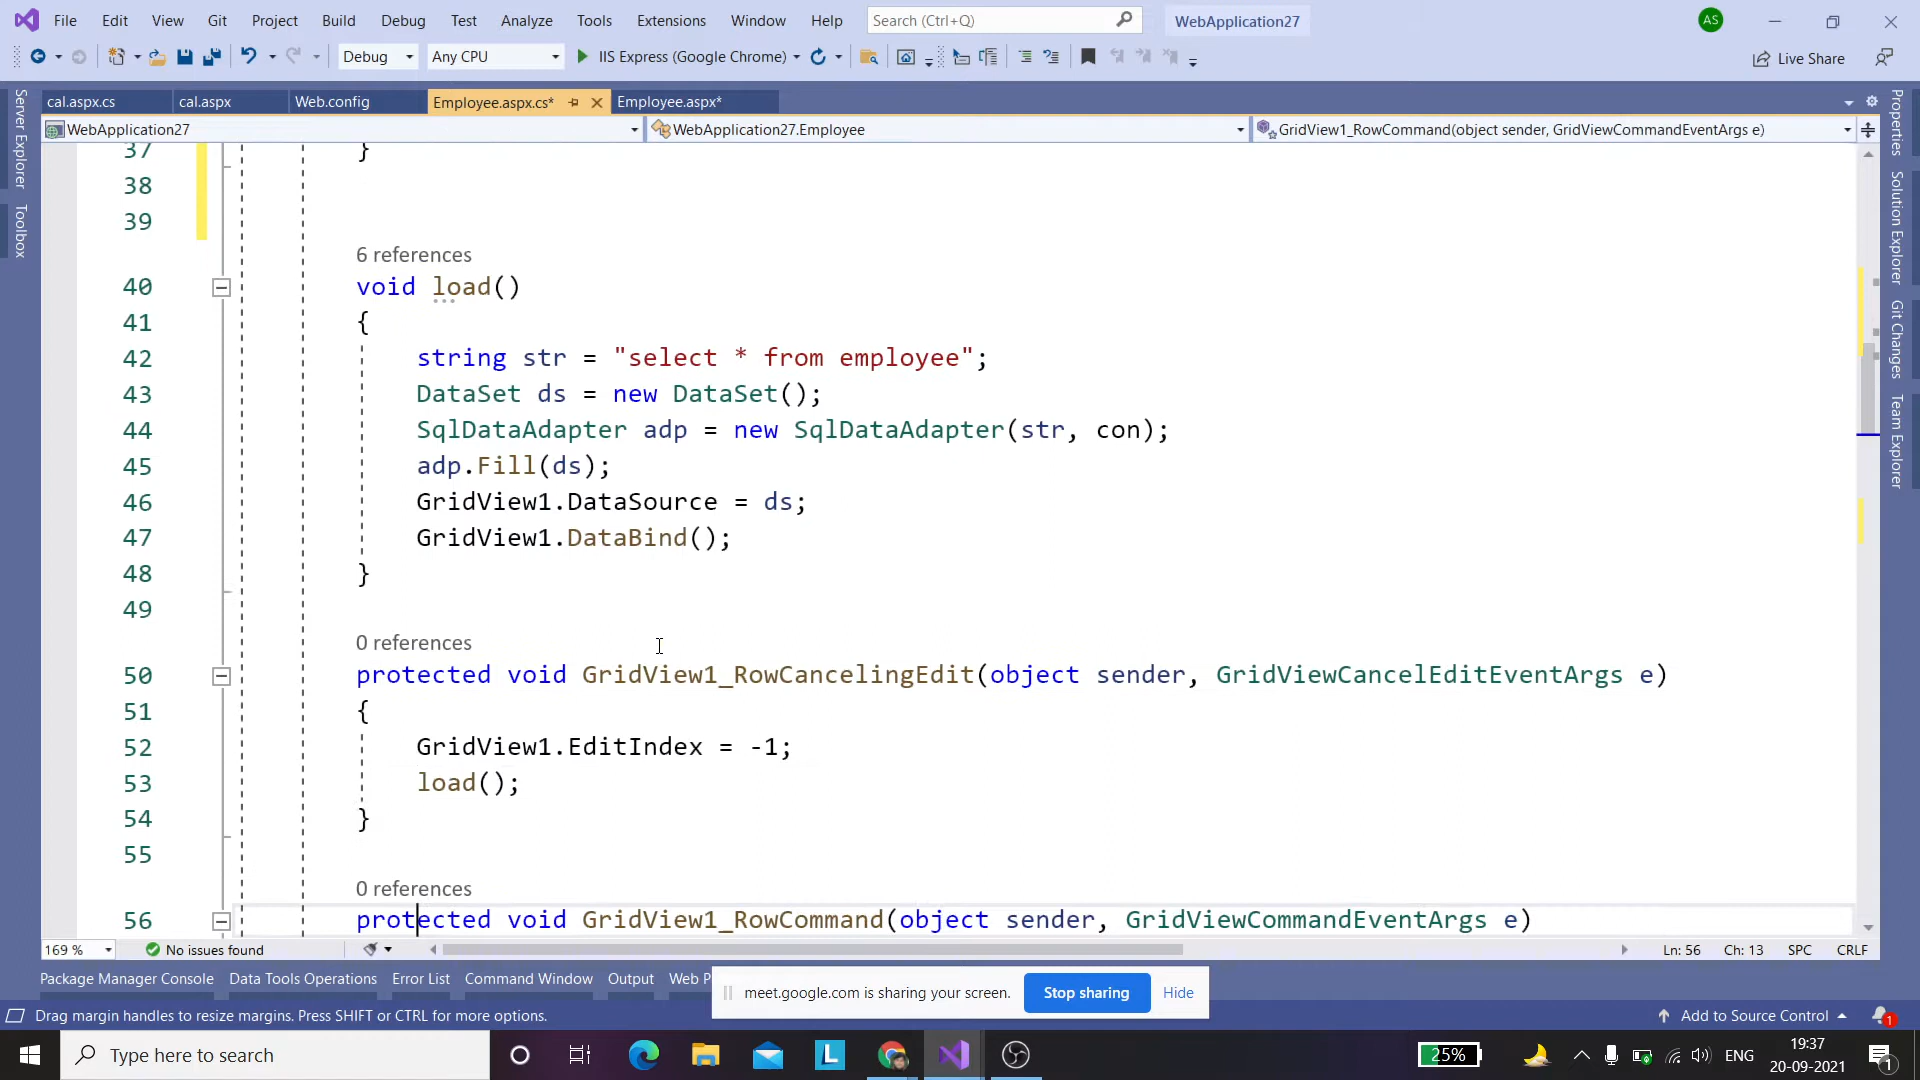 File Edit View Git Project Build Debug Test Analyze Tools Extensions Window Help Search (Ctrl+Q) WebApplication27 AS
Debug Any CPU IIS Express (Google Chrome) Live Share
cal.aspx.cs cal.aspx Web.config Employee.aspx.cs* Employee.aspx*
WebApplication27 WebApplication27.Employee GridView1_RowCommand(object sender, GridViewCommandEventArgs e)
Server Explorer
Toolbox
Properties
Solution Explorer
Git Changes
Team Explorer
37 }
38
39
6 references
40 void load()
41 {
42 string str = "select * from employee";
43 DataSet ds = new DataSet();
44 SqlDataAdapter adp = new SqlDataAdapter(str, con);
45 adp.Fill(ds);
46 GridView1.DataSource = ds;
47 GridView1.DataBind();
48 }
49
0 references
50 protected void GridView1_RowCancelingEdit(object sender, GridViewCancelEditEventArgs e)
51 {
52 GridView1.EditIndex = -1;
53 load();
54 }
55
0 references
56 protected void GridView1_RowCommand(object sender, GridViewCommandEventArgs e)
169 % No issues found Ln: 56 Ch: 13 SPC CRLF
Package Manager Console Data Tools Operations Error List Command Window Output Web P
meet.google.com is sharing your screen. Stop sharing Hide
Drag margin handles to resize margins. Press SHIFT or CTRL for more options. Add to Source Control 1
Type here to search L 25% ENG 19:37
20-09-2021 1